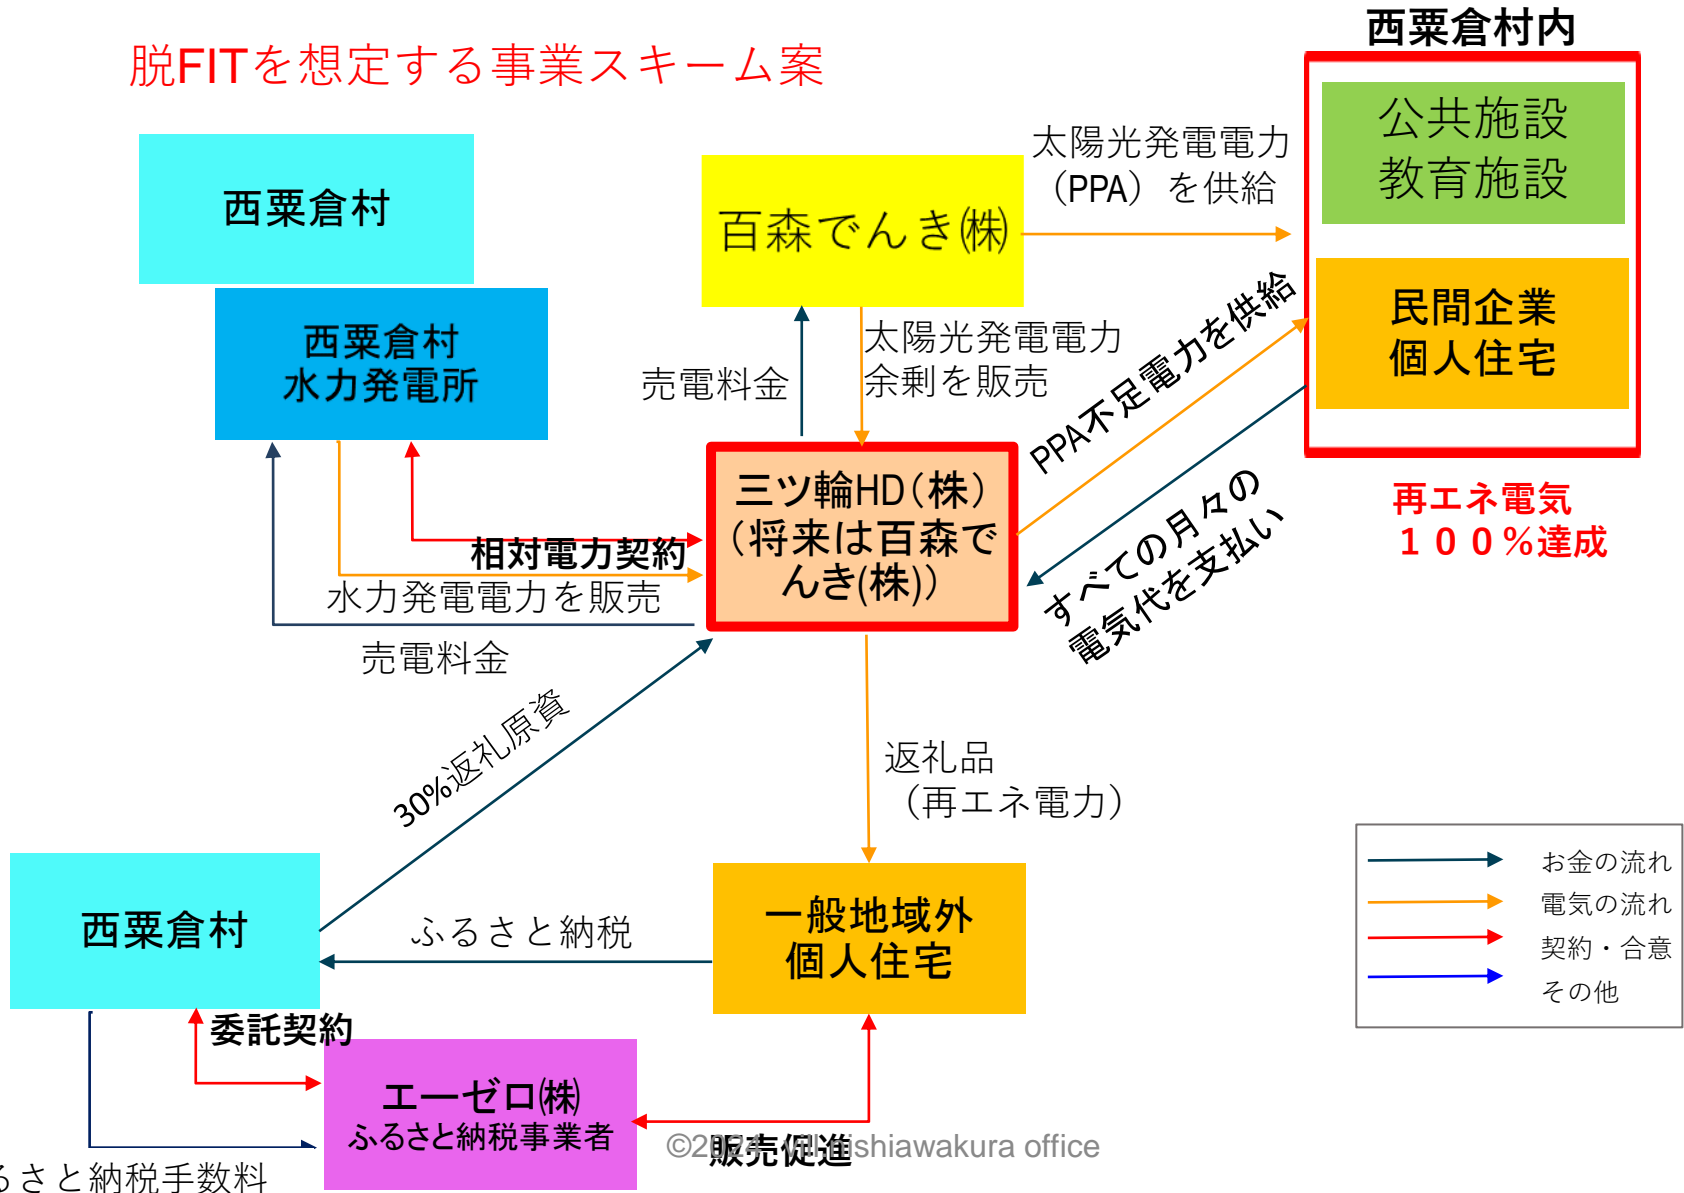 西粟倉村内
脱FITを想定する事業スキーム案
公共施設
教育施設
太陽光発電電力
（PPA）を供給
西粟倉村
百森でんき㈱
民間企業
個人住宅
西粟倉村
水力発電所
太陽光発電電力
余剰を販売
売電料金
PPA不足電力を供給
三ツ輪HD（株）
（将来は百森で
んき(株)）
すべての月々の
電気代を支払い
再エネ電気
１００％達成
相対電力契約
水力発電電力を販売
売電料金
30%返礼原資
返礼品
（再エネ電力）
お金の流れ
電気の流れ
契約・合意
その他
西粟倉村
ふるさと納税
一般地域外
個人住宅
委託契約
エーゼロ㈱
ふるさと納税事業者
販売促進
©2024 vill.nishiawakura office
るさと納税手数料